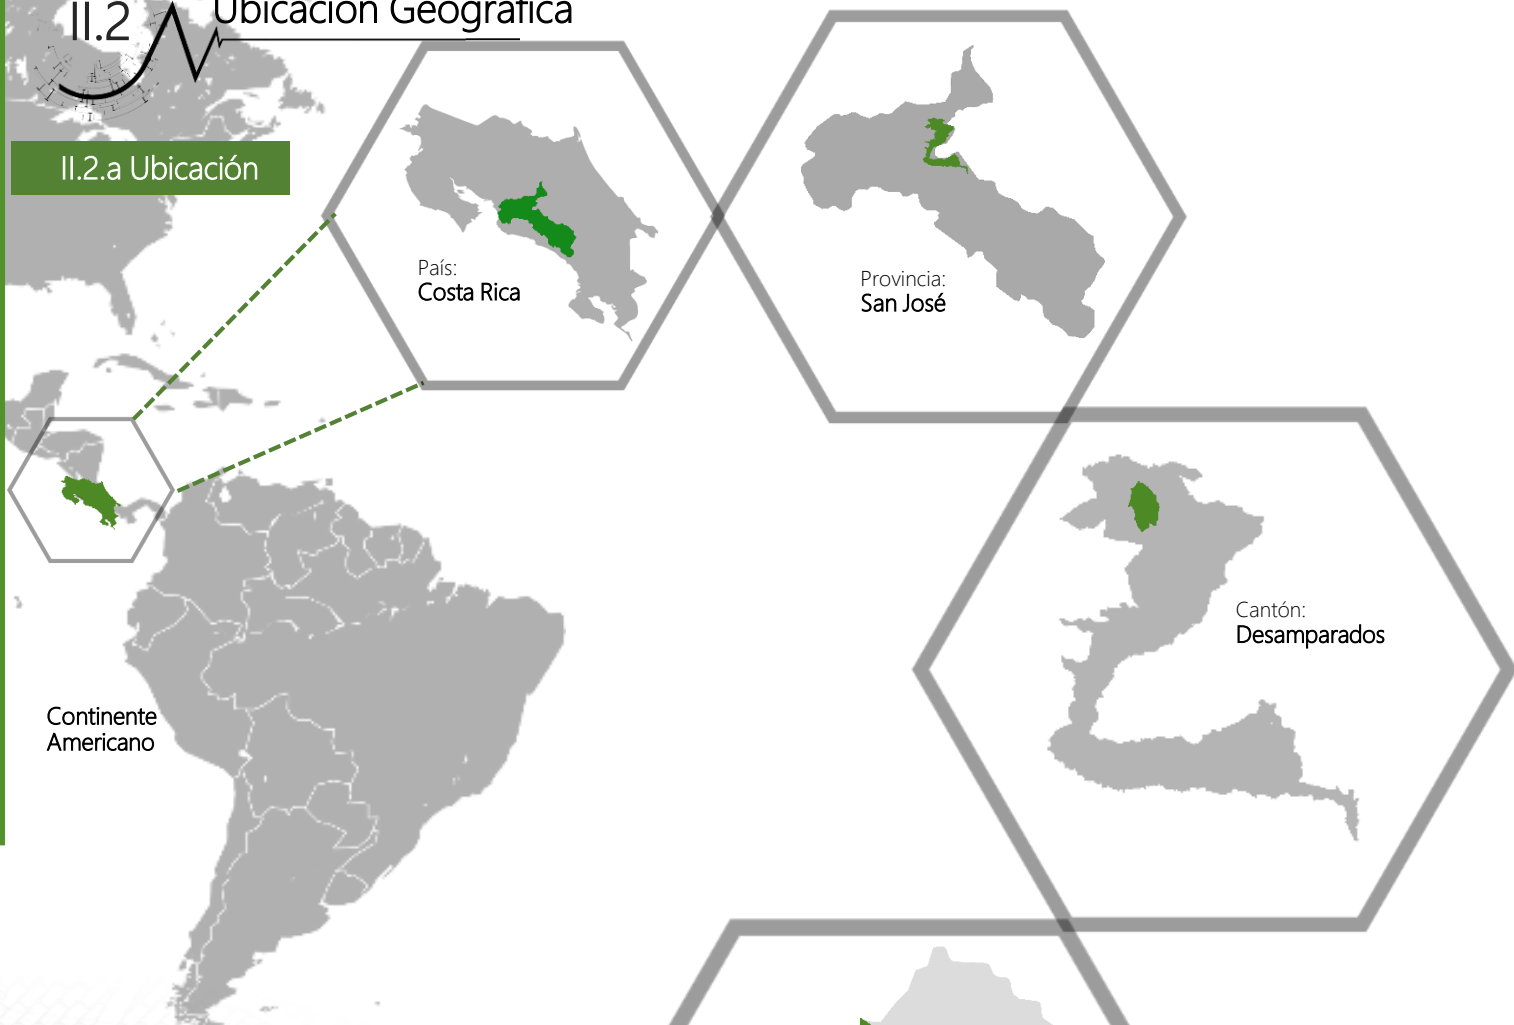 II.2
Ubicación Geográfica
II.2.a Ubicación
País:
Costa Rica
Provincia:
San José
Cantón:
Desamparados
Continente
Americano